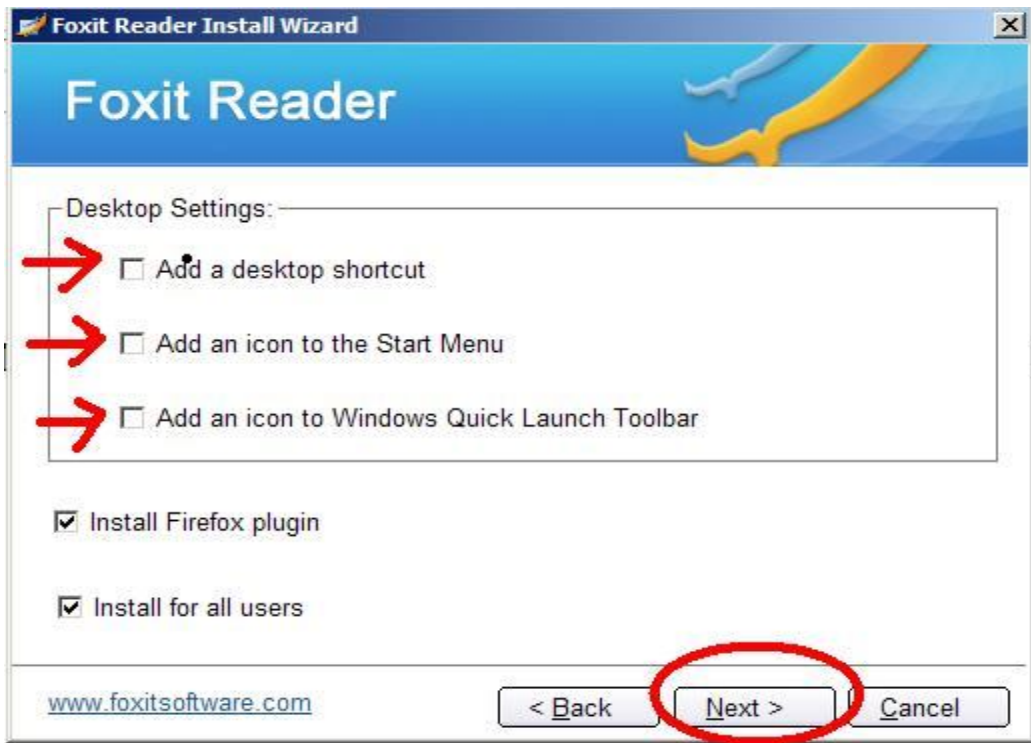 Foxit Reader Install Wizard
Foxit Reader
Desktop Settings:
Add a desktop shortcut
Add an icon to the Start Menu
Add an icon to Windows Quick Launch Toolbar
Install Firefox plugin
Install for all users
www.foxitsoftware.com
< Back
Next >
Cancel